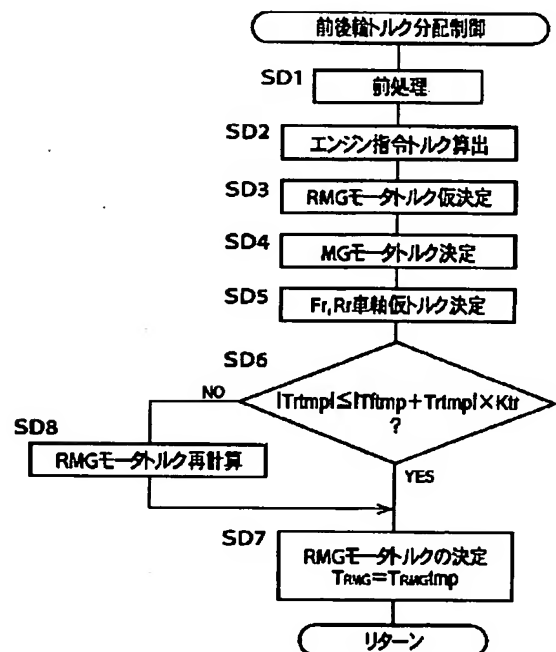 前後輪トルク分配制御
SD1
前処理
SD2
エンジン指令トルク算出
SD3
RMGモータトルク仮決定
SD4
MGモータトルク決定
SD5
Fr,Rr車軸仮トルク決定
SD6
|Trtmp|≦|Tftmp+Trtmp|×Ktr
?
NO
YES
SD8
RMGモータトルク再計算
SD7
RMGモータトルクの決定
TRMG=TRMGtmp
リターン